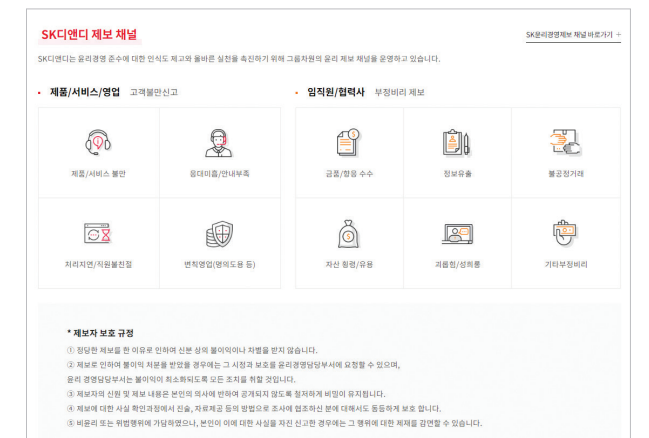 SK디앤디 제보 채널
SK윤리경영제보 채널 바로가기 +
SK디앤디는 윤리경영 준수에 대한 인식도 제고와 올바른 실천을 촉진하기 위해 그룹차원의 윤리 제보 채널을 운영하고 있습니다.
제품/서비스/영업 고객불만신고
임직원/협력사 부정비리 제보
제품/서비스 불만
응대미흡/안내부족
금품/향응 수수
정보유출
불공정거래
처리지연/직원불친절
변칙영업(명의도용 등)
자산 횡령/유용
괴롭힘/성희롱
기타부정비리
* 제보자 보호 규정
① 정당한 제보를 한 이유로 인하여 신분 상의 불이익이나 차별을 받지 않습니다.
② 제보로 인하여 불이익 처분을 받았을 경우에는 그 시정과 보호를 윤리경영담당부서에 요청할 수 있으며,
윤리 경영담당부서는 불이익이 최소화되도록 모든 조치를 취할 것입니다.
③ 제보자의 신원 및 제보 내용은 본인의 의사에 반하여 공개되지 않도록 철저하게 비밀이 유지됩니다.
④ 제보에 대한 사실 확인과정에서 진술, 자료제공 등의 방법으로 조사에 협조하신 분에 대해서도 동등하게 보호 합니다.
⑤ 비윤리 또는 위법행위에 가담하였으나, 본인이 이에 대한 사실을 자진 신고한 경우에는 그 행위에 대한 제재를 감면할 수 있습니다.